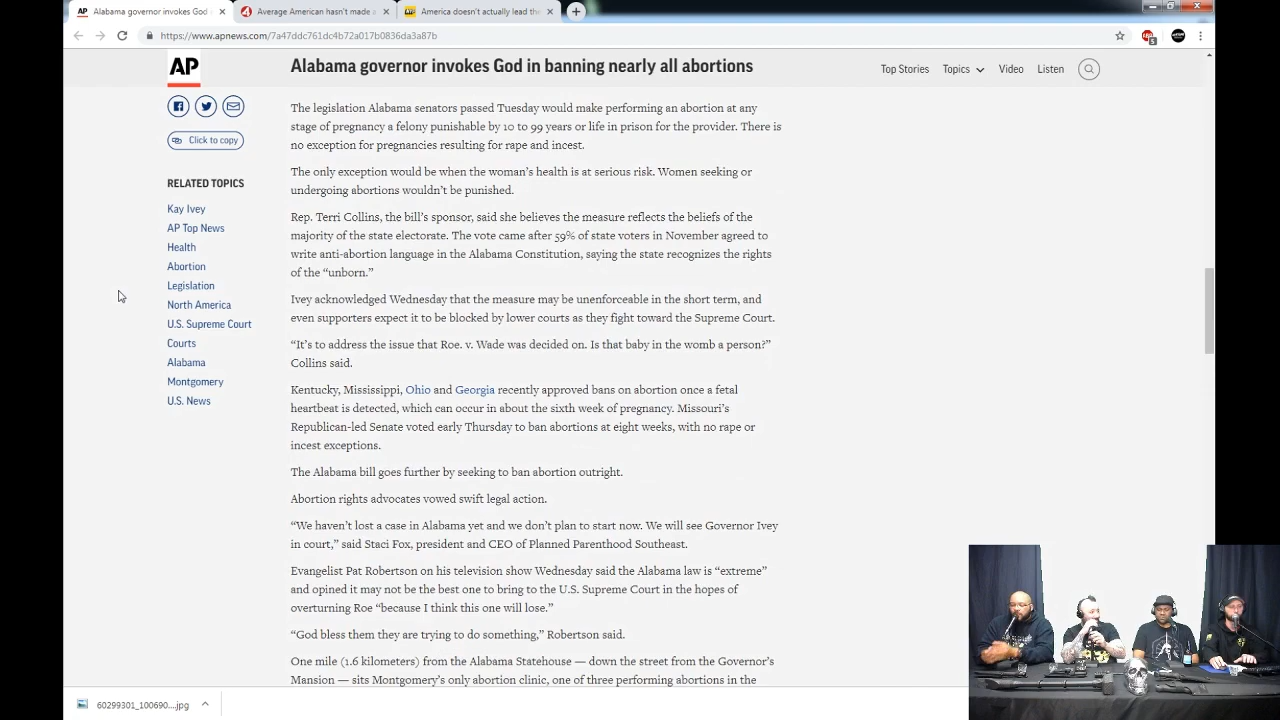 Alabama governor invokes God
Average American hasn't made
America doesn't actually lead the
https://www.apnews.com/7a47ddc761dc4b72a017b0836da3a87b
5
AP
Alabama governor invokes God in banning nearly all abortions
Top Stories
Topics
Video
Listen
Click to copy
RELATED TOPICS
Kay Ivey
AP Top News
Health
Abortion
Legislation
North America
U.S. Supreme Court
Courts
Alabama
Montgomery
U.S. News
The legislation Alabama senators passed Tuesday would make performing an abortion at any
stage of pregnancy a felony punishable by 10 to 99 years or life in prison for the provider. There is
no exception for pregnancies resulting for rape and incest.
The only exception would be when the woman's health is at serious risk. Women seeking or
undergoing abortions wouldn't be punished.
Rep. Terri Collins, the bill's sponsor, said she believes the measure reflects the beliefs of the
majority of the state electorate. The vote came after 59% of state voters in November agreed to
write anti-abortion language in the Alabama Constitution, saying the state recognizes the rights
of the “unborn.”
Ivey acknowledged Wednesday that the measure may be unenforceable in the short term, and
even supporters expect it to be blocked by lower courts as they fight toward the Supreme Court.
“It's to address the issue that Roe. v. Wade was decided on. Is that baby in the womb a person?”
Collins said.
Kentucky, Mississippi, Ohio and Georgia recently approved bans on abortion once a fetal
heartbeat is detected, which can occur in about the sixth week of pregnancy. Missouri's
Republican-led Senate voted early Thursday to ban abortions at eight weeks, with no rape or
incest exceptions.
The Alabama bill goes further by seeking to ban abortion outright.
Abortion rights advocates vowed swift legal action.
“We haven't lost a case in Alabama yet and we don't plan to start now. We will see Governor Ivey
in court,” said Staci Fox, president and CEO of Planned Parenthood Southeast.
Evangelist Pat Robertson on his television show Wednesday said the Alabama law is “extreme”
and opined it may not be the best one to bring to the U.S. Supreme Court in the hopes of
overturning Roe “because I think this one will lose.”
“God bless them they are trying to do something,” Robertson said.
One mile (1.6 kilometers) from the Alabama Statehouse — down the street from the Governor's
Mansion — sits Montgomery's only abortion clinic, one of three performing abortions in the
60299301_100690....jpg